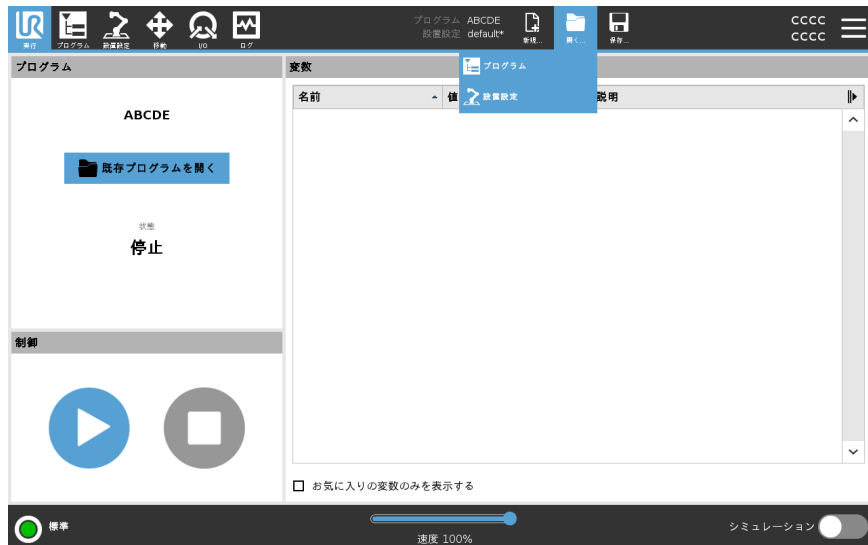 UR
実行
プログラム
設置設定
移動
I/O
ログ
プログラム ABCDE
設置設定 default*
新規...
開く...
保存...
CCCC
CCCC
プログラム
変数
プログラム
設置設定
名前
値
説明
ABCDE
既存プログラムを開く
状態
停止
制御
お気に入りの変数のみを表示する
標準
速度 100%
シミュレーション